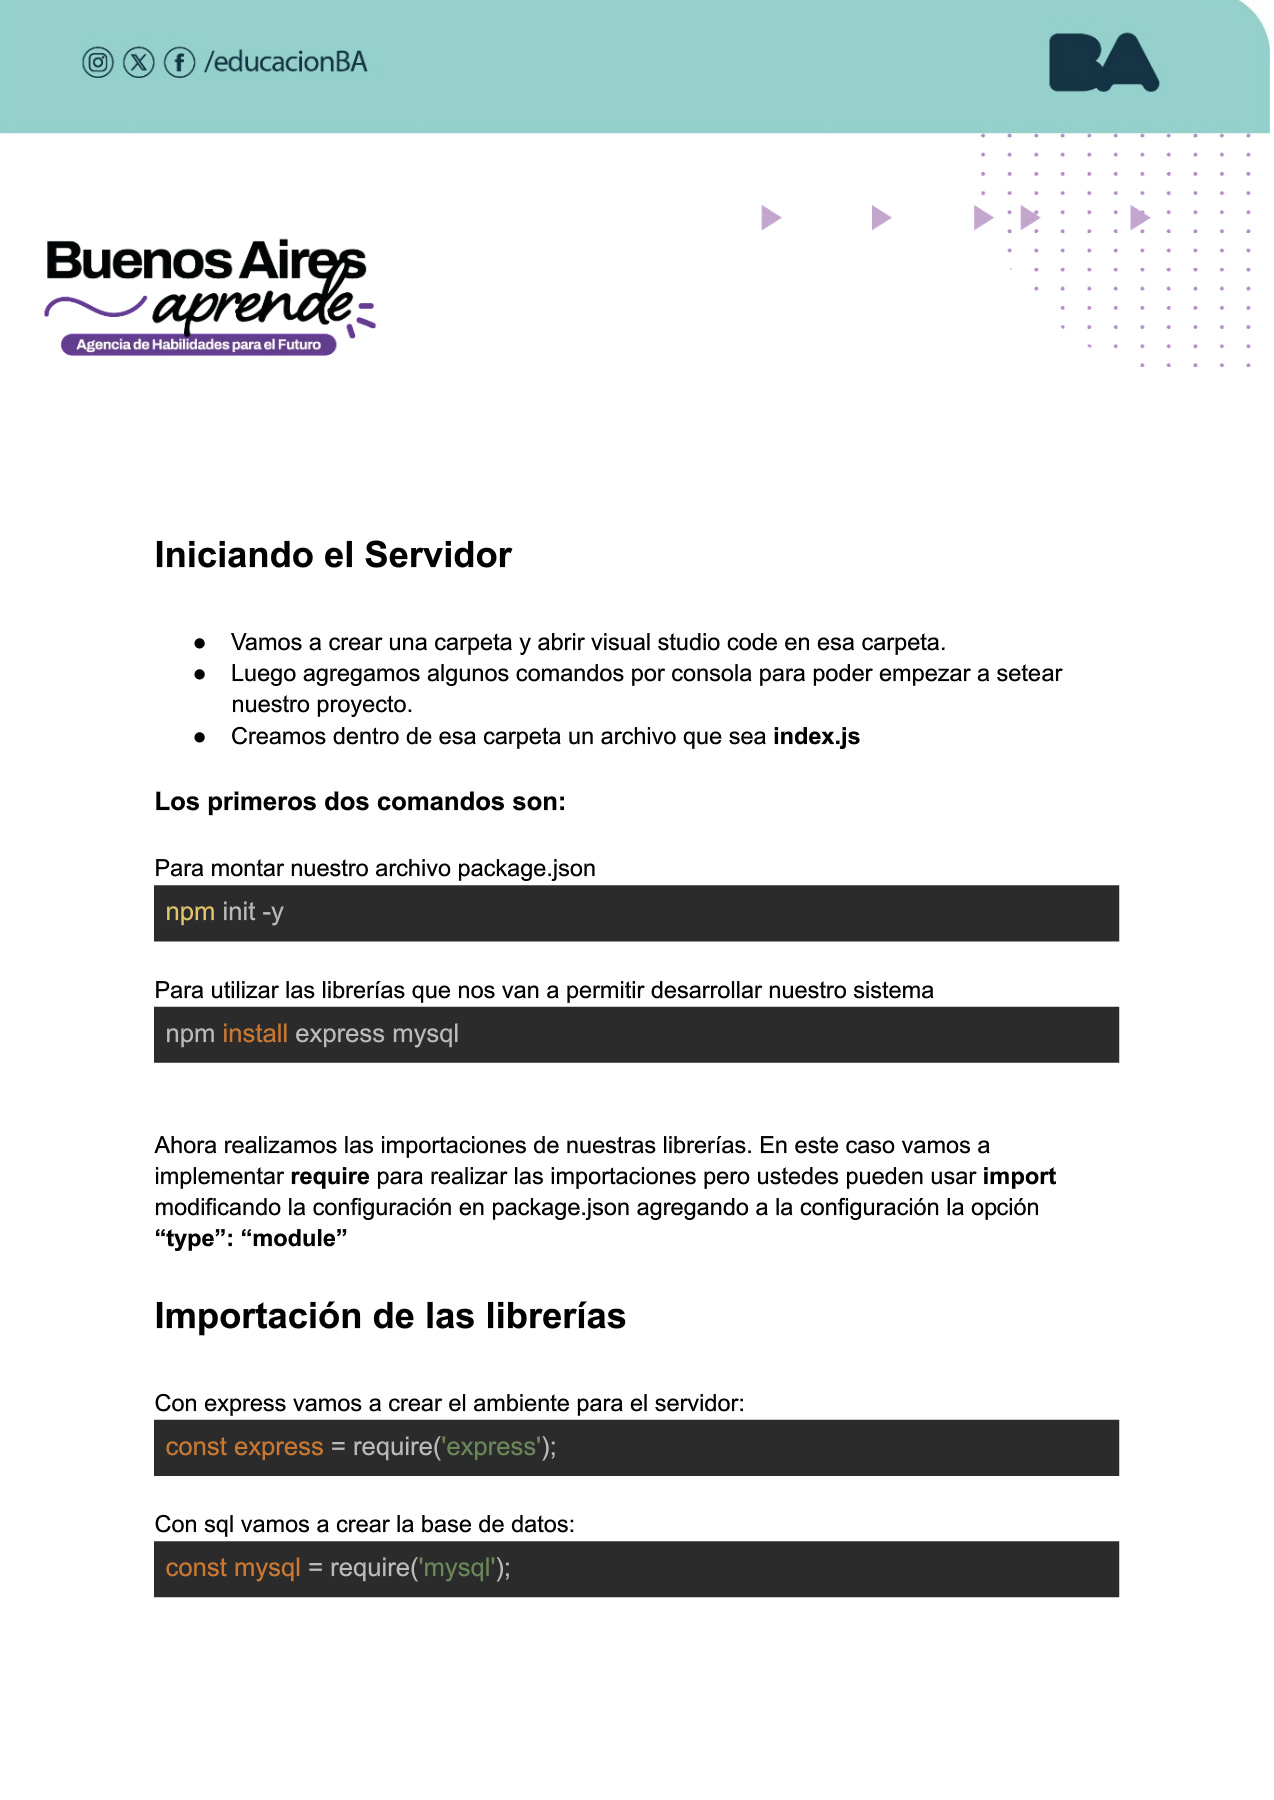 /educacionBA
BA
Buenos Aires
aprende
Agencia de Habilidades para el Futuro
Iniciando el Servidor
● Vamos a crear una carpeta y abrir visual studio code en esa carpeta.
● Luego agregamos algunos comandos por consola para poder empezar a setear
nuestro proyecto.
● Creamos dentro de esa carpeta un archivo que sea index.js
Los primeros dos comandos son:
Para montar nuestro archivo package.json
npm init -y
Para utilizar las librerías que nos van a permitir desarrollar nuestro sistema
npm install express mysql
Ahora realizamos las importaciones de nuestras librerías. En este caso vamos a
implementar require para realizar las importaciones pero ustedes pueden usar import
modificando la configuración en package.json agregando a la configuración la opción
“type”: “module”
Importación de las librerías
Con express vamos a crear el ambiente para el servidor:
const express = require('express');
Con sql vamos a crear la base de datos:
const mysql = require('mysql');